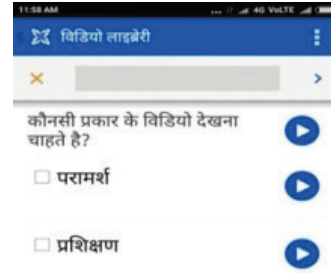 11:58 AM ... 4G VoLTE
विडियो लाइब्रेरी
कौनसी प्रकार के विडियो देखना
चाहते है?
परामर्श
प्रशिक्षण